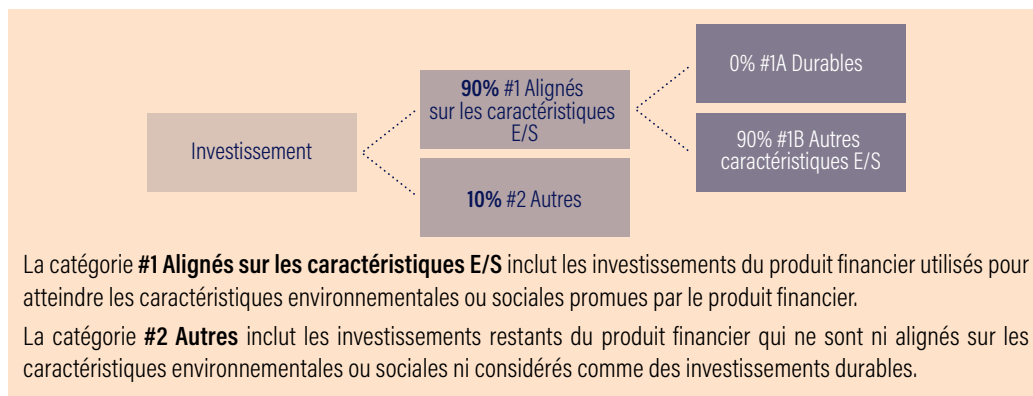 Investissement
90% #1 Alignés
sur les caractéristiques
E/S
10% #2 Autres
0% #1A Durables
90% #1B Autres
caractéristiques E/S
La catégorie #1 Alignés sur les caractéristiques E/S inclut les investissements du produit financier utilisés pour
atteindre les caractéristiques environnementales ou sociales promues par le produit financier.
La catégorie #2 Autres inclut les investissements restants du produit financier qui ne sont ni alignés sur les
caractéristiques environnementales ou sociales ni considérés comme des investissements durables.